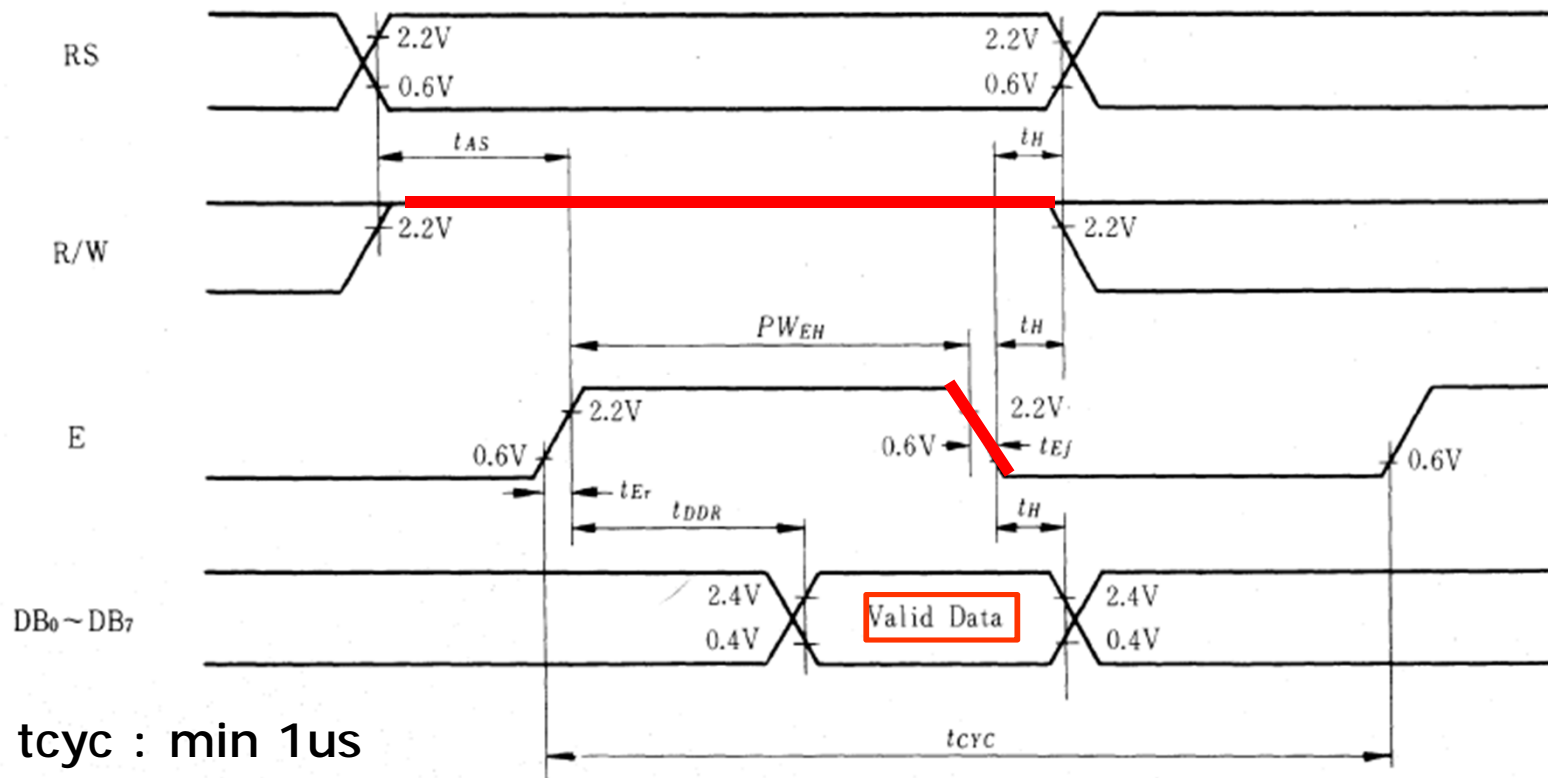 RS
2.2V 2.2V
0.6V 0.6V
tAS tH
R/W
2.2V 2.2V
PWEH tH
E
2.2V 2.2V
0.6V 0.6V tEf 0.6V
tEr
tDDR tH
DB0~DB7
2.4V Valid Data 2.4V
0.4V 0.4V
tcyc : min 1us
tCYC